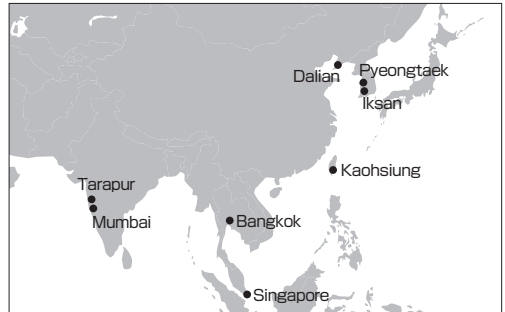 Dalian
Pyeongtaek
Iksan
Kaohsiung
Tarapur
Mumbai
Bangkok
Singapore